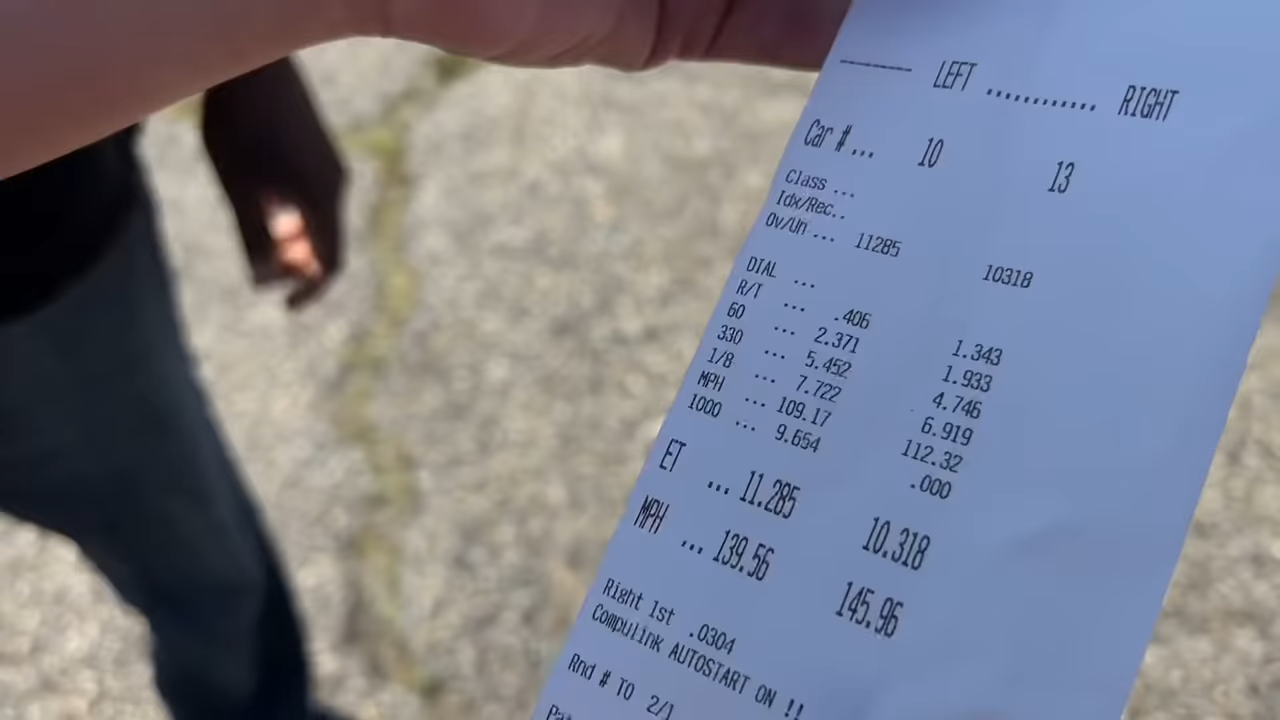 ------ LEFT ............ RIGHT
Car # ... 10 13
Class ...
Idx/Rec..
Ov/Un ... 11285 10318
DIAL ...
R/T ... .406 1.343
60 ... 2.371 1.933
330 ... 5.452 4.746
1/8 ... 7.722 6.919
MPH ... 109.17 112.32
1000 ... 9.654 .000
ET ... 11.285 10.318
MPH ... 139.56 145.96
Right 1st .0304
Compulink AUTOSTART ON !!
Rnd # TO 2/1